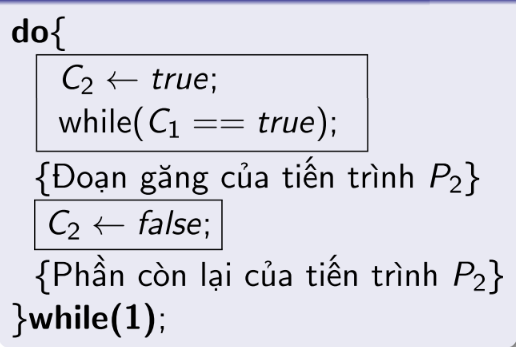 do{
C₂ ← true;
while(C₁ == true);
{Đoạn găng của tiến trình P₂}
C₂ ← false;
{Phần còn lại của tiến trình P₂}
}while(1);